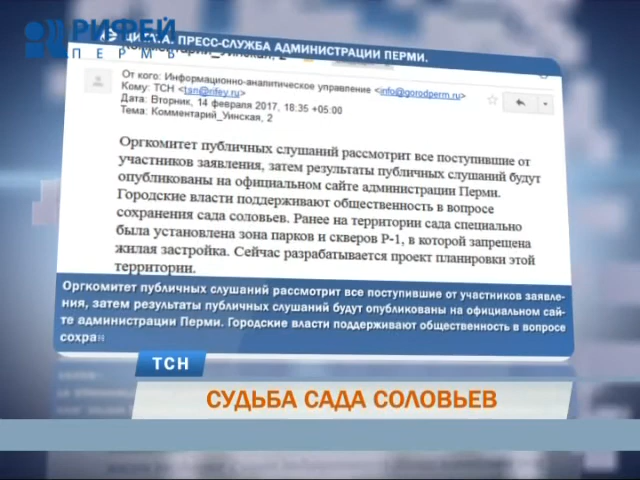 РИФЕЙ
ПЕРМЬ
ЦИТАТА. ПРЕСС-СЛУЖБА АДМИНИСТРАЦИИ ПЕРМИ.
От кого: Информационно-аналитическое управление <info@gorodperm.ru>
Кому: ТСН <tsn@rifey.ru>
Дата: Вторник, 14 февраля 2017, 18:35 +05:00
Тема: Комментарий_Уинская, 2
Оргкомитет публичных слушаний рассмотрит все поступившие от
участников заявления, затем результаты публичных слушаний будут
опубликованы на официальном сайте администрации Перми.
Городские власти поддерживают общественность в вопросе
сохранения сада соловьев. Ранее на территории сада специально
была установлена зона парков и скверов Р-1, в которой запрещена
жилая застройка. Сейчас разрабатывается проект планировки этой
территории.
Оргкомитет публичных слушаний рассмотрит все поступившие от участников заявле-
ния, затем результаты публичных слушаний будут опубликованы на официальном сай-
те администрации Перми. Городские власти поддерживают общественность в вопросе
сохран
ТСН
СУДЬБА САДА СОЛОВЬЕВ